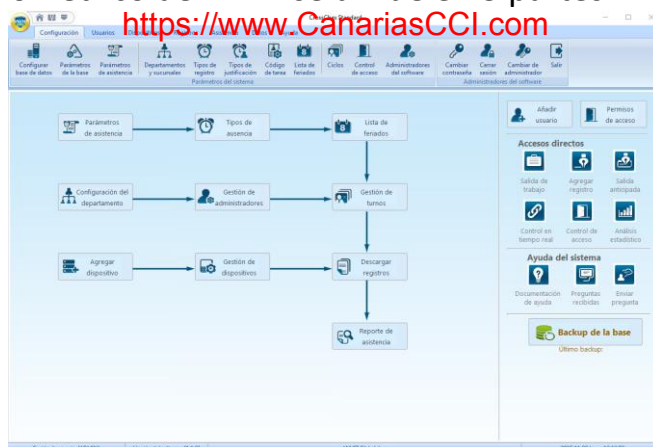 https://www.CanariasCCI.com
Configuración
Usuarios
Configurar base de datos
Parámetros de la base
Parámetros de asistencia
Departamentos y sucursales
Tipos de registro
Tipos de justificación
Código de tarea
Lista de feriados
Ciclos
Control de acceso
Administradores del software
Cambiar contraseña
Cerrar sesión
Cambiar de administrador
Salir
Parámetros del sistema
Administradores del software
Parámetros de asistencia
Tipos de ausencia
Lista de feriados
Configuración del departamento
Gestión de administradores
Gestión de turnos
Agregar dispositivo
Gestión de dispositivos
Descargar registros
Reporte de asistencia
Añadir usuario
Permisos de acceso
Accesos directos
Salida de trabajo
Agregar registro
Salida anticipada
Control en tiempo real
Control de acceso
Análisis estadístico
Ayuda del sistema
Documentación de ayuda
Preguntas recibidas
Enviar pregunta
Backup de la base
Último backup: